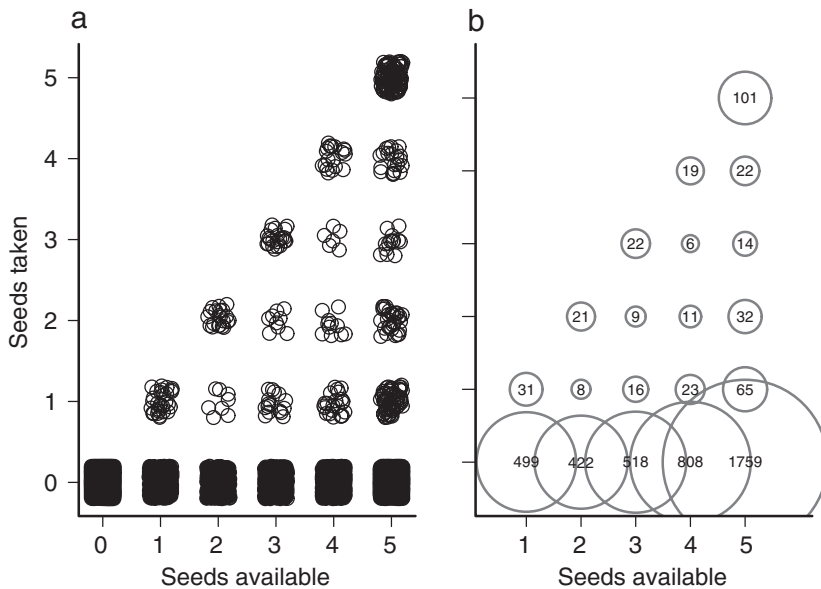 a
Seeds taken
5
4
3
2
1
0
0 1 2 3 4 5
Seeds available
b
101
19 22
22 6 14
21 9 11 32
31 8 16 23 65
499 422 518 808 1759
1 2 3 4 5
Seeds available